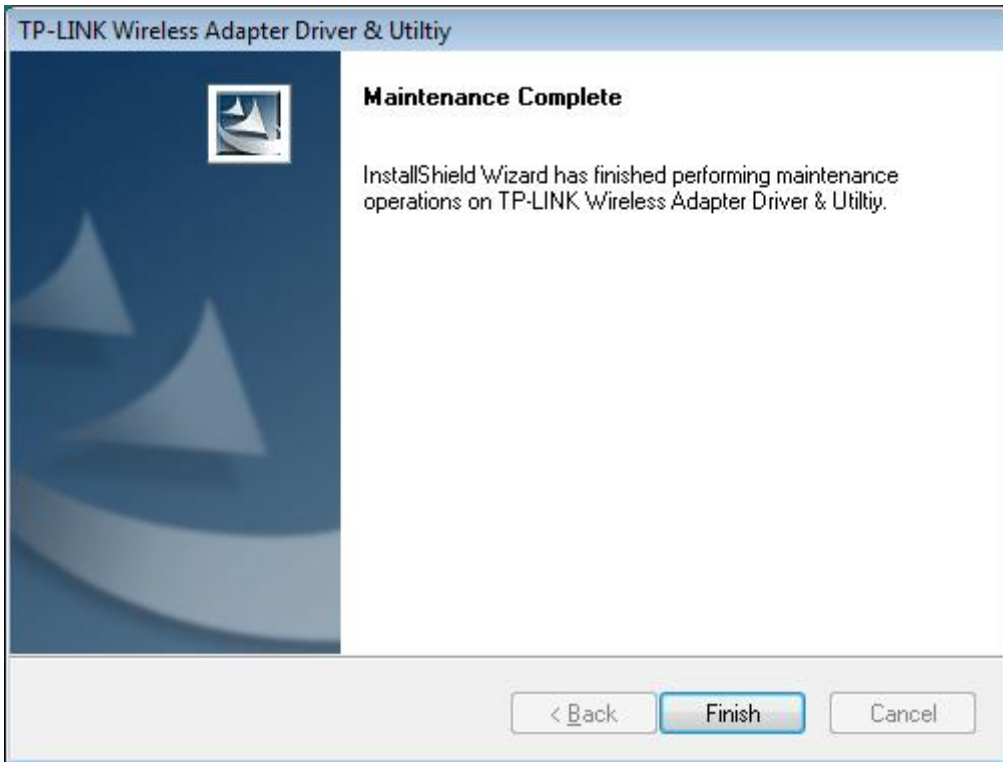 TP-LINK Wireless Adapter Driver & Utiltiy
Maintenance Complete
InstallShield Wizard has finished performing maintenance
operations on TP-LINK Wireless Adapter Driver & Utiltiy.
< Back
Finish
Cancel